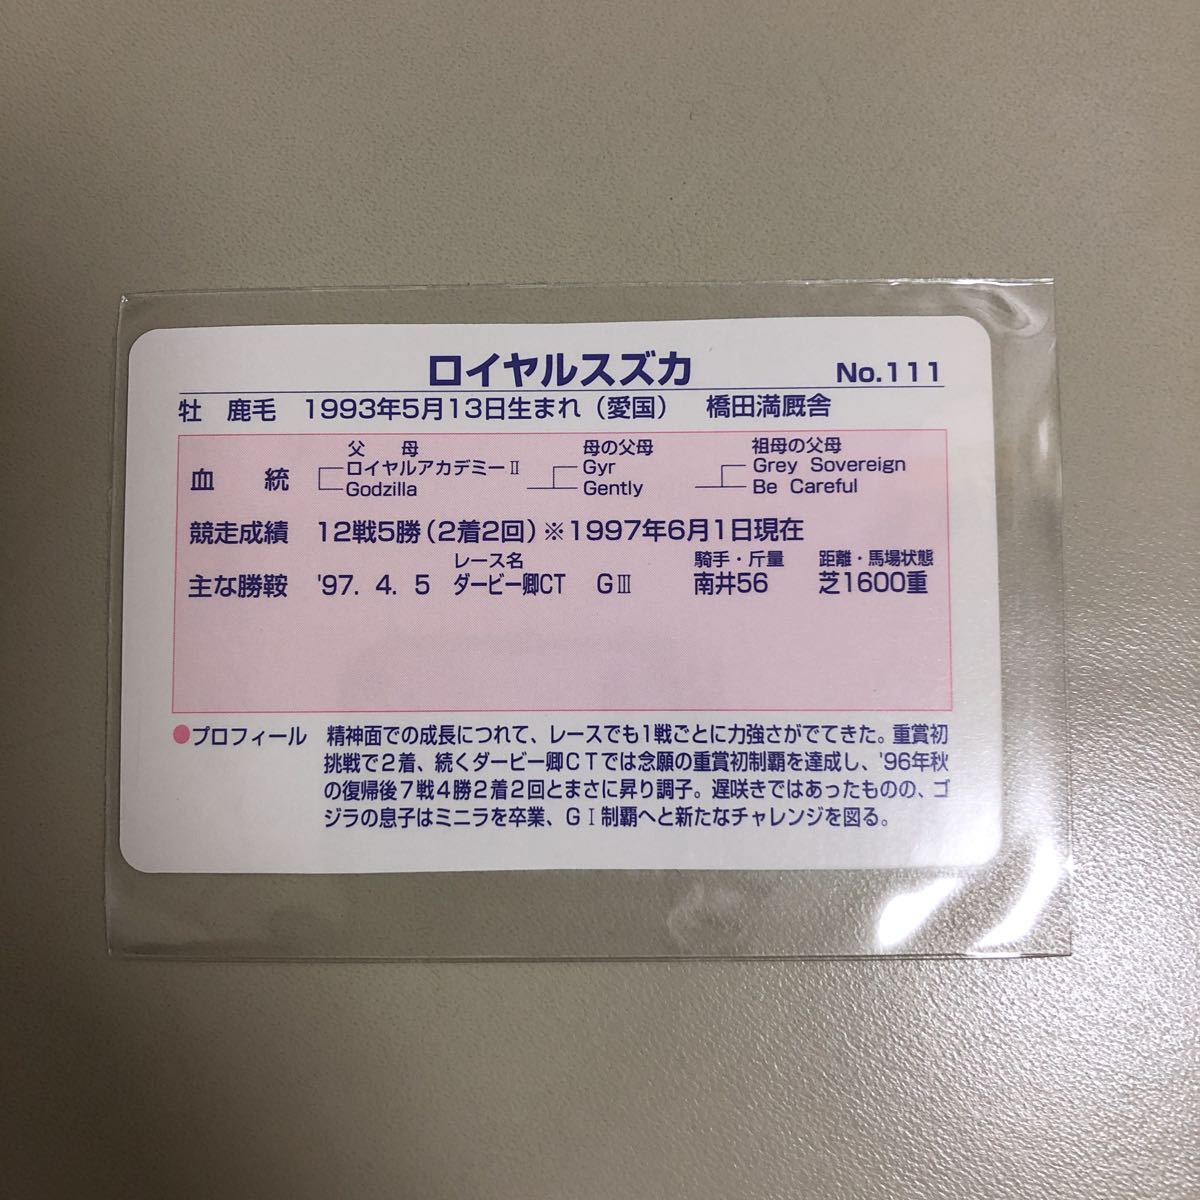 ロイヤルスズカ No.111
牡 鹿毛 1993年5月13日生まれ（愛国） 橋田満厩舎
父 母 母の父母 祖母の父母
血統 ロイヤルアカデミーⅡ Gyr Grey Sovereign
Godzilla Gently Be Careful
競走成績 12戦5勝（2着2回）※1997年6月1日現在
レース名 騎手・斤量 距離・馬場状態
主な勝鞍 '97. 4. 5 ダービー卿CT GⅢ 南井56 芝1600重
●プロフィール 精神面での成長につれて、レースでも1戦ごとに力強さがでてきた。重賞初
挑戦で2着、続くダービー卿CTでは念願の重賞初制覇を達成し、'96年秋
の復帰後7戦4勝2着2回とまさに昇り調子。遅咲きではあったものの、ゴ
ジラの息子はミニラを卒業、GⅠ制覇へと新たなチャレンジを図る。